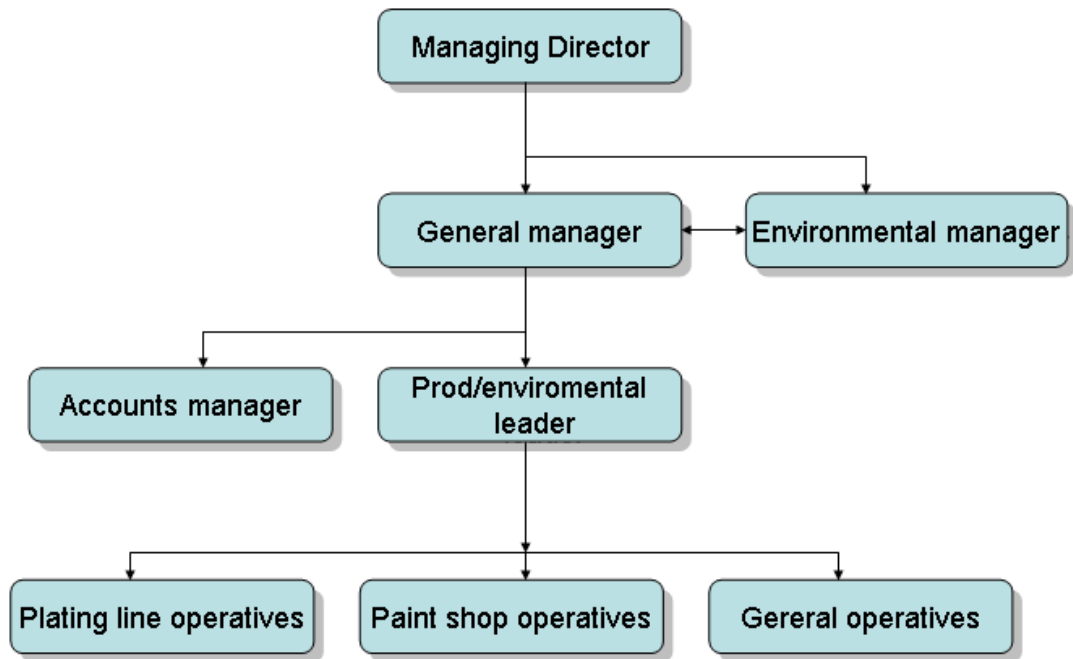 Managing Director
General manager
Environmental manager
Accounts manager
Prod/enviromental
leader
Plating line operatives
Paint shop operatives
Gereral operatives